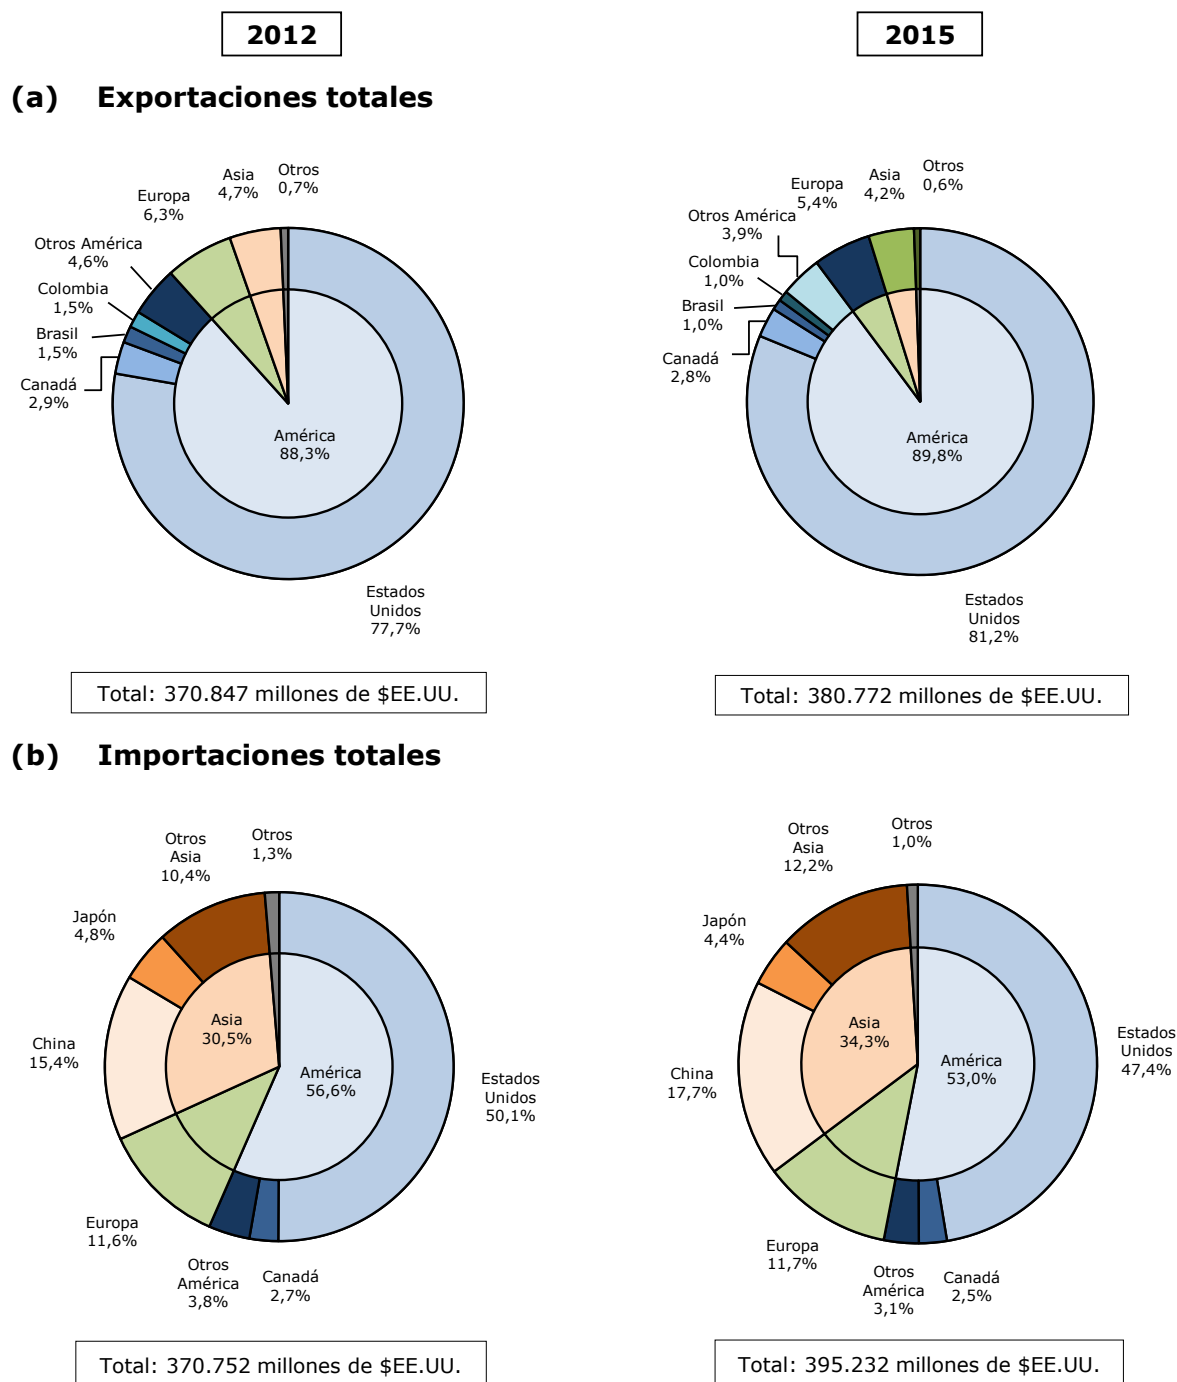 2012
2015
(a) Exportaciones totales
Otros
0,7%
Asia
4,7%
Europa
6,3%
Otros América
4,6%
Colombia
1,5%
Brasil
1,5%
Canadá
2,9%
América
88,3%
Estados
Unidos
77,7%
Total: 370.847 millones de $EE.UU.
Otros
0,6%
Asia
4,2%
Europa
5,4%
Otros América
3,9%
Colombia
1,0%
Brasil
1,0%
Canadá
2,8%
América
89,8%
Estados
Unidos
81,2%
Total: 380.772 millones de $EE.UU.
(b) Importaciones totales
Otros
1,3%
Otros
Asia
10,4%
Japón
4,8%
Asia
30,5%
China
15,4%
América
56,6%
Estados
Unidos
50,1%
Europa
11,6%
Otros
América
3,8%
Canadá
2,7%
Total: 370.752 millones de $EE.UU.
Otros
1,0%
Otros
Asia
12,2%
Japón
4,4%
Asia
34,3%
China
17,7%
América
53,0%
Estados
Unidos
47,4%
Europa
11,7%
Otros
América
3,1%
Canadá
2,5%
Total: 395.232 millones de $EE.UU.